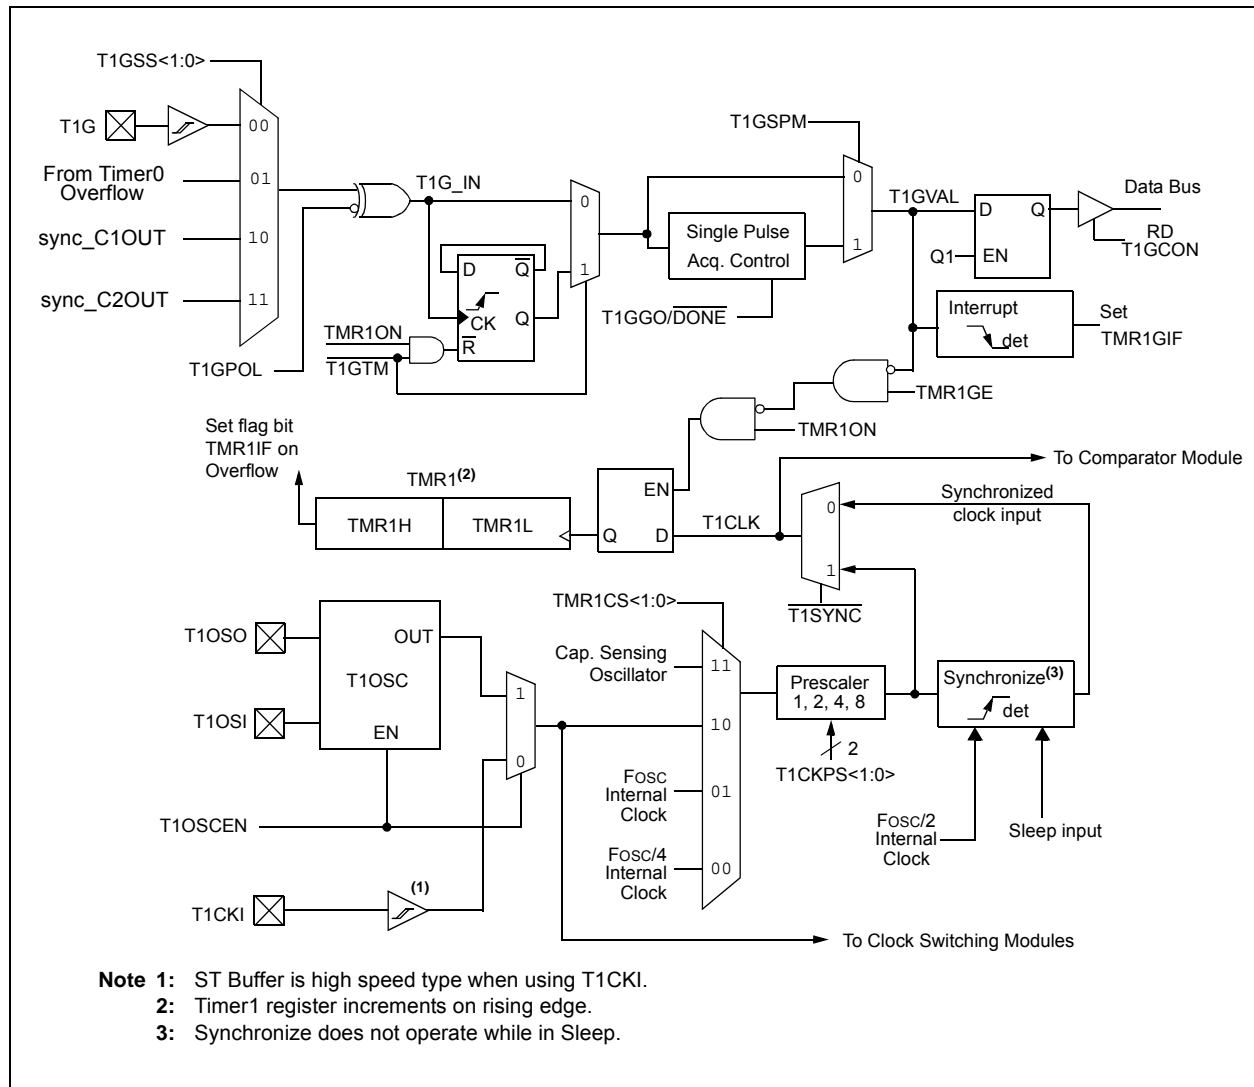 T1GSS<1:0>
T1G
00
From Timer0
Overflow
01
sync_C1OUT
10
sync_C2OUT
11
T1GPOL
T1G_IN
0
1
D
Q
CK
Q
R
TMR1ON
T1GTM
T1GSPM
0
1
Single Pulse
Acq. Control
T1GGO/DONE
T1GVAL
D
Q
Q1
EN
Data Bus
RD
T1GCON
Interrupt
det
Set
TMR1GIF
TMR1GE
TMR1ON
Set flag bit
TMR1IF on
Overflow
TMR1(2)
TMR1H
TMR1L
EN
Q
D
T1CLK
To Comparator Module
0
1
Synchronized
clock input
T1SYNC
T1OSO
T1OSI
OUT
T1OSC
EN
1
0
T1OSCEN
T1CKI
(1)
TMR1CS<1:0>
Cap. Sensing
Oscillator
11
10
FOSC
Internal
Clock
01
FOSC/4
Internal
Clock
00
Prescaler
1, 2, 4, 8
2
T1CKPS<1:0>
Synchronize(3)
det
FOSC/2
Internal
Clock
Sleep input
To Clock Switching Modules
Note 1: ST Buffer is high speed type when using T1CKI.
2: Timer1 register increments on rising edge.
3: Synchronize does not operate while in Sleep.